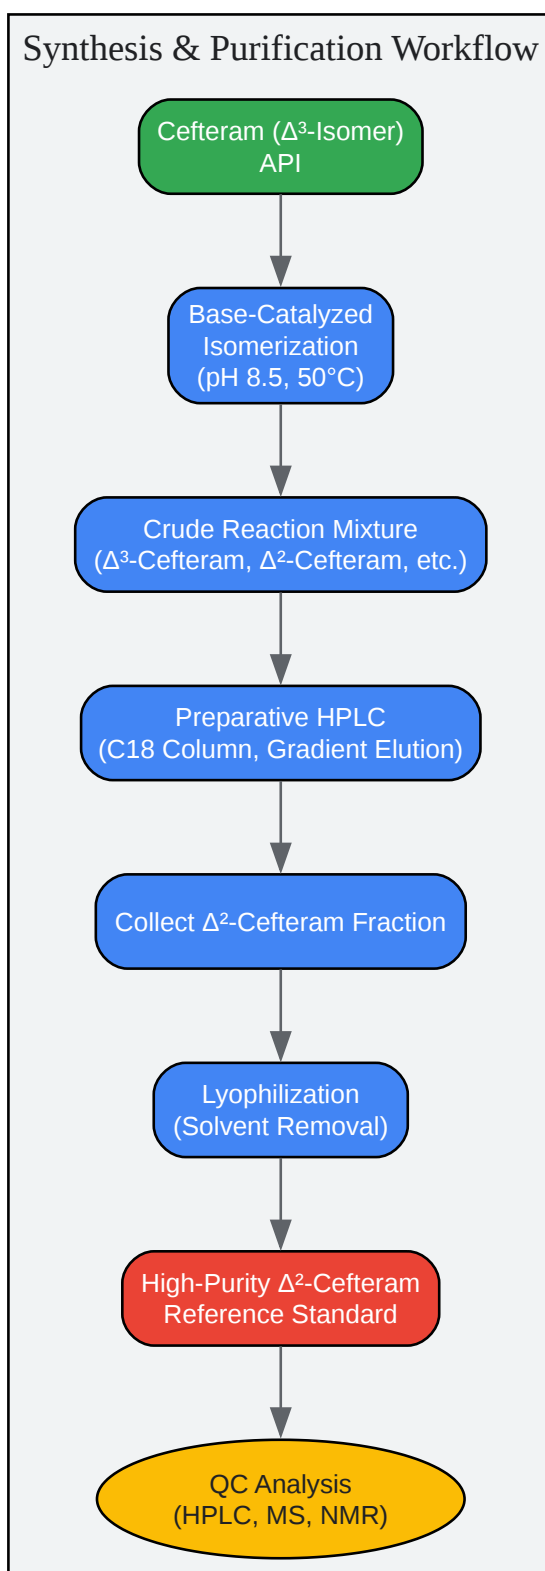 Synthesis & Purification Workflow
Cefteram (Δ³-Isomer)
API
Base-Catalyzed
Isomerization
(pH 8.5, 50°C)
Crude Reaction Mixture
(Δ³-Cefteram, Δ²-Cefteram, etc.)
Preparative HPLC
(C18 Column, Gradient Elution)
Collect Δ²-Cefteram Fraction
Lyophilization
(Solvent Removal)
High-Purity Δ²-Cefteram
Reference Standard
QC Analysis
(HPLC, MS, NMR)